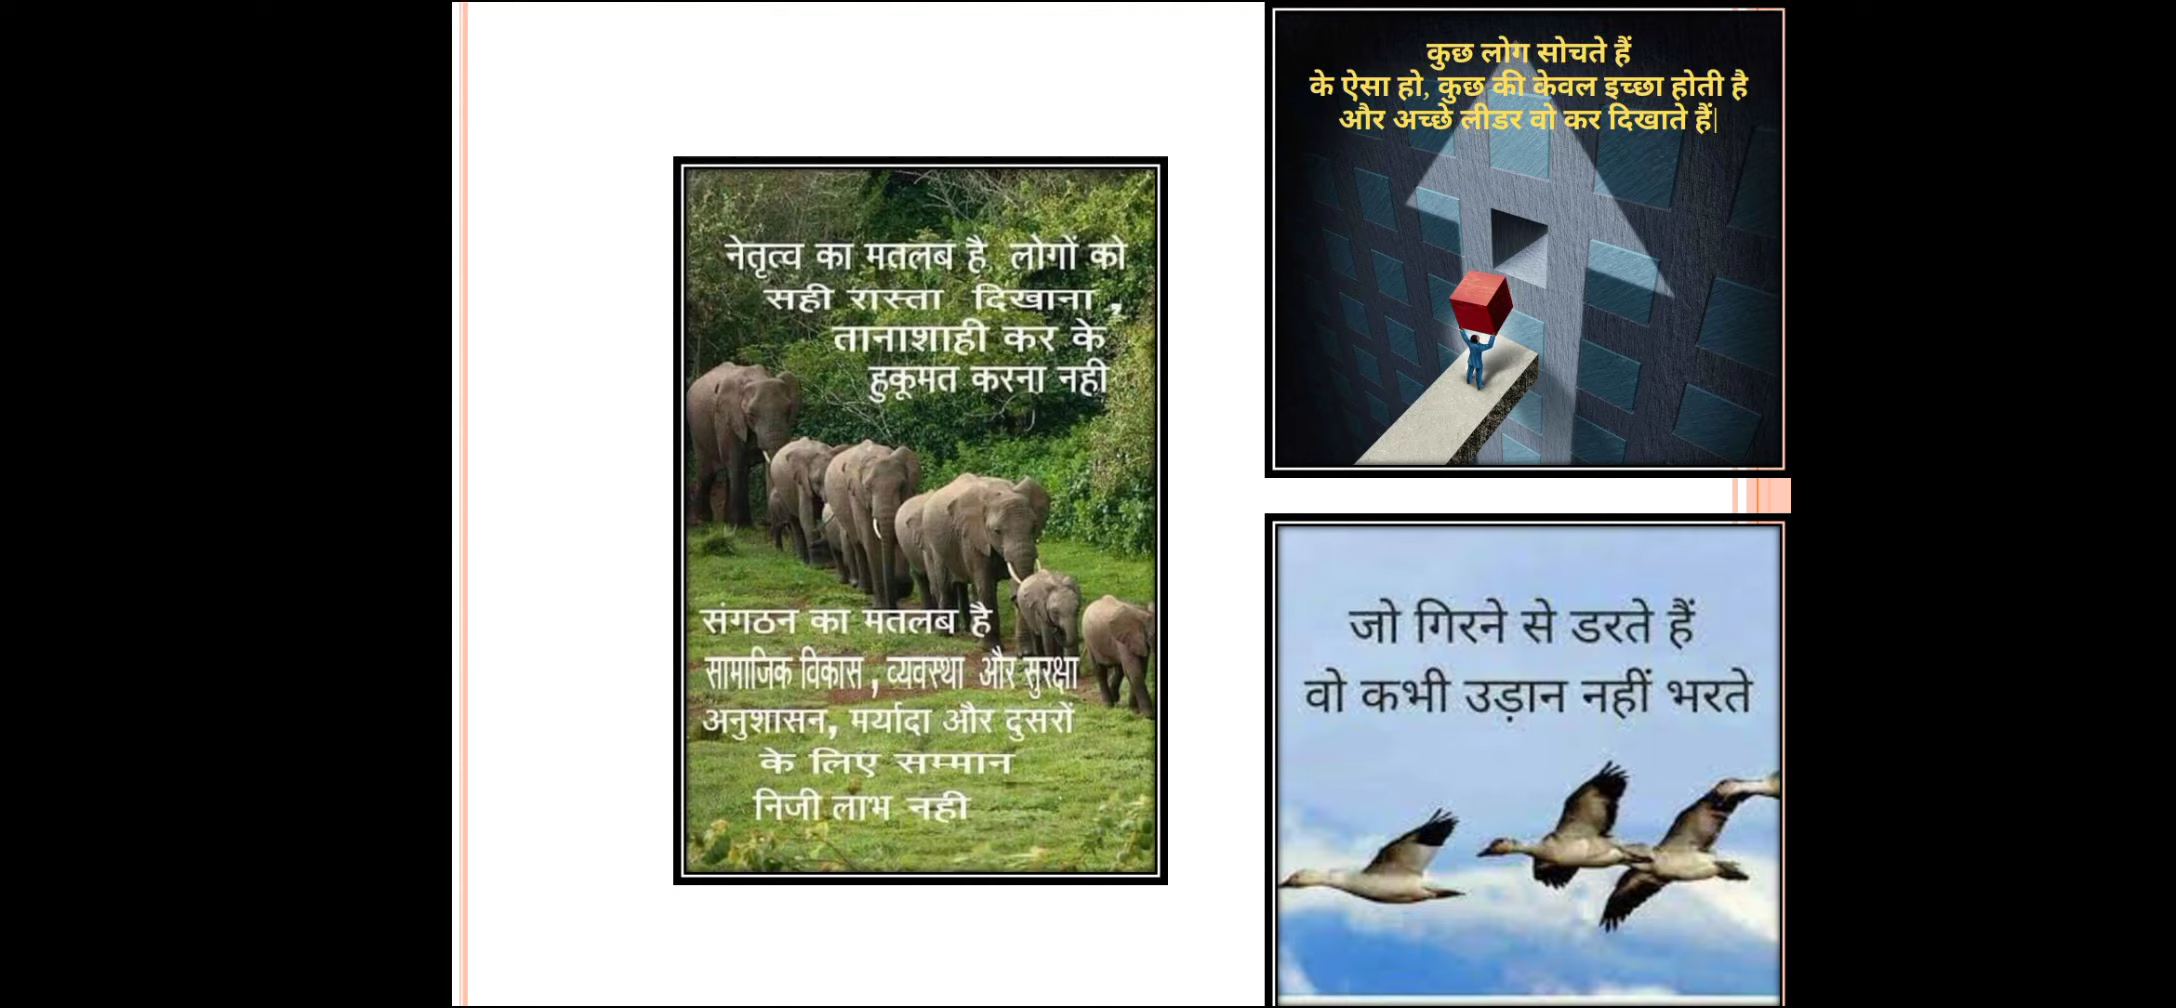 नेतृत्व का मतलब है लोगों को
सही रास्ता दिखाना ,
तानाशाही कर के
हुकूमत करना नही
संगठन का मतलब है
सामाजिक विकास , व्यवस्था और सुरक्षा
अनुशासन, मर्यादा और दुसरों
के लिए सम्मान
निजी लाभ नही
कुछ लोग सोचते हैं
के ऐसा हो, कुछ की केवल इच्छा होती है
और अच्छे लीडर वो कर दिखाते हैं|
जो गिरने से डरते हैं
वो कभी उड़ान नहीं भरते